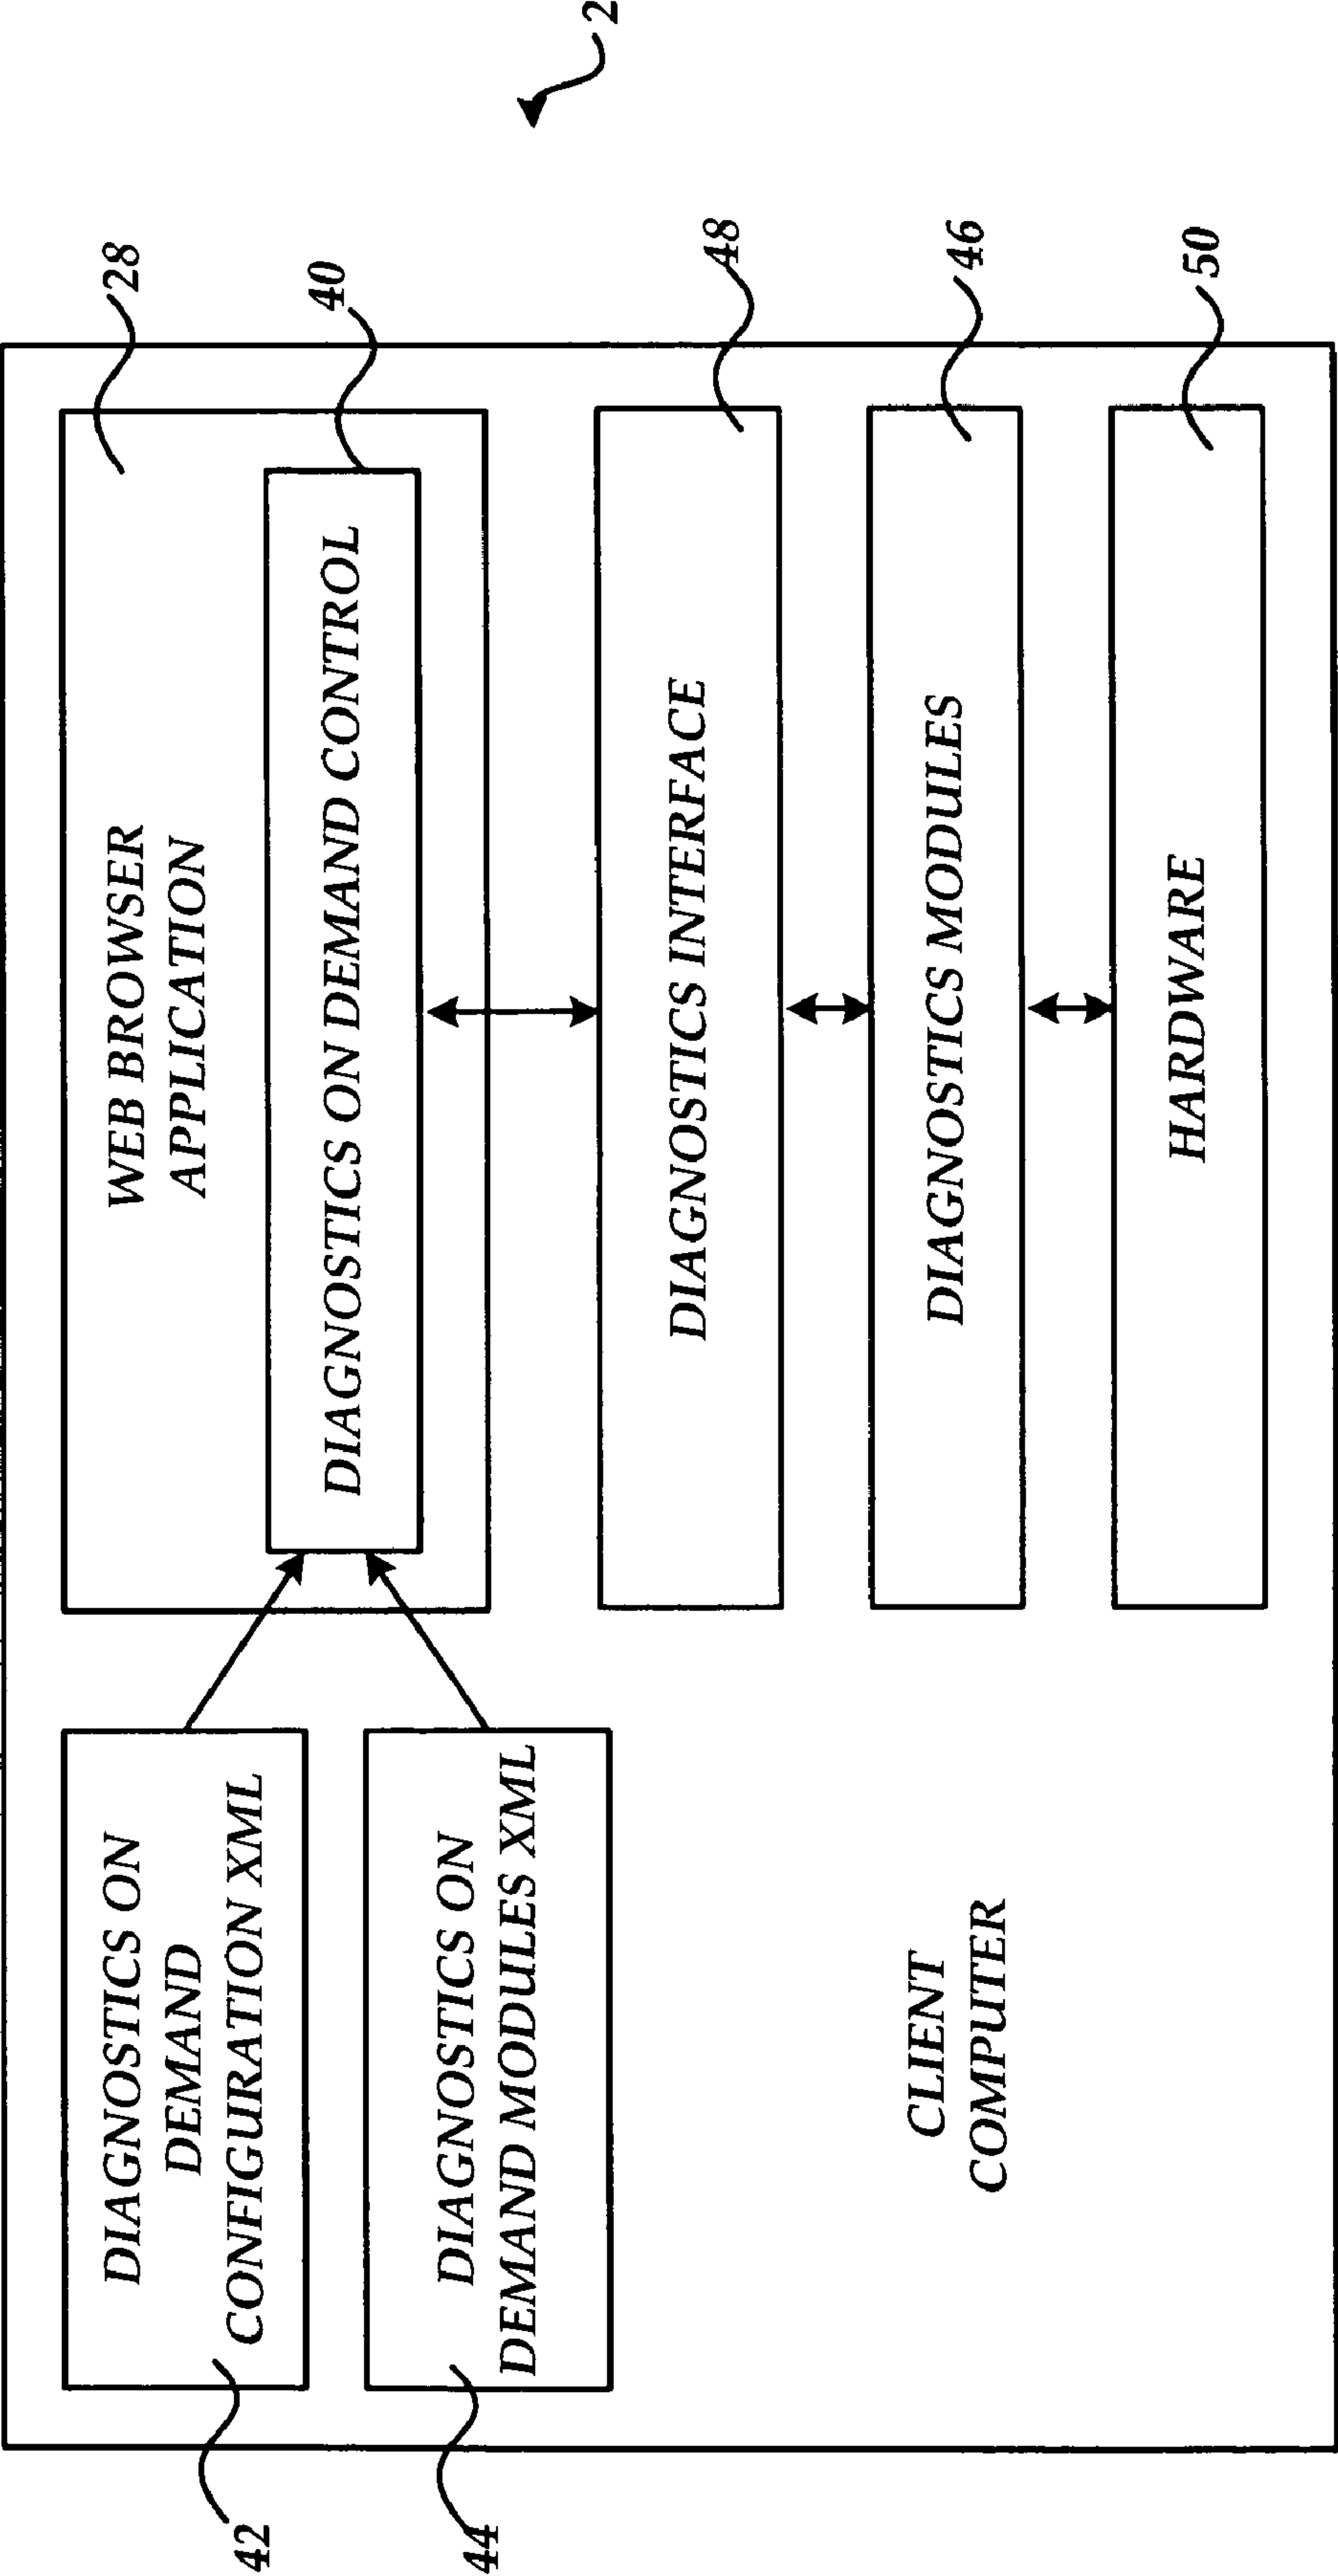 2
28
WEB BROWSER
APPLICATION
40
DIAGNOSTICS ON DEMAND CONTROL
DIAGNOSTICS ON
DEMAND
CONFIGURATION XML
42
DIAGNOSTICS ON
DEMAND MODULES XML
44
48
DIAGNOSTICS INTERFACE
46
DIAGNOSTICS MODULES
50
HARDWARE
CLIENT
COMPUTER